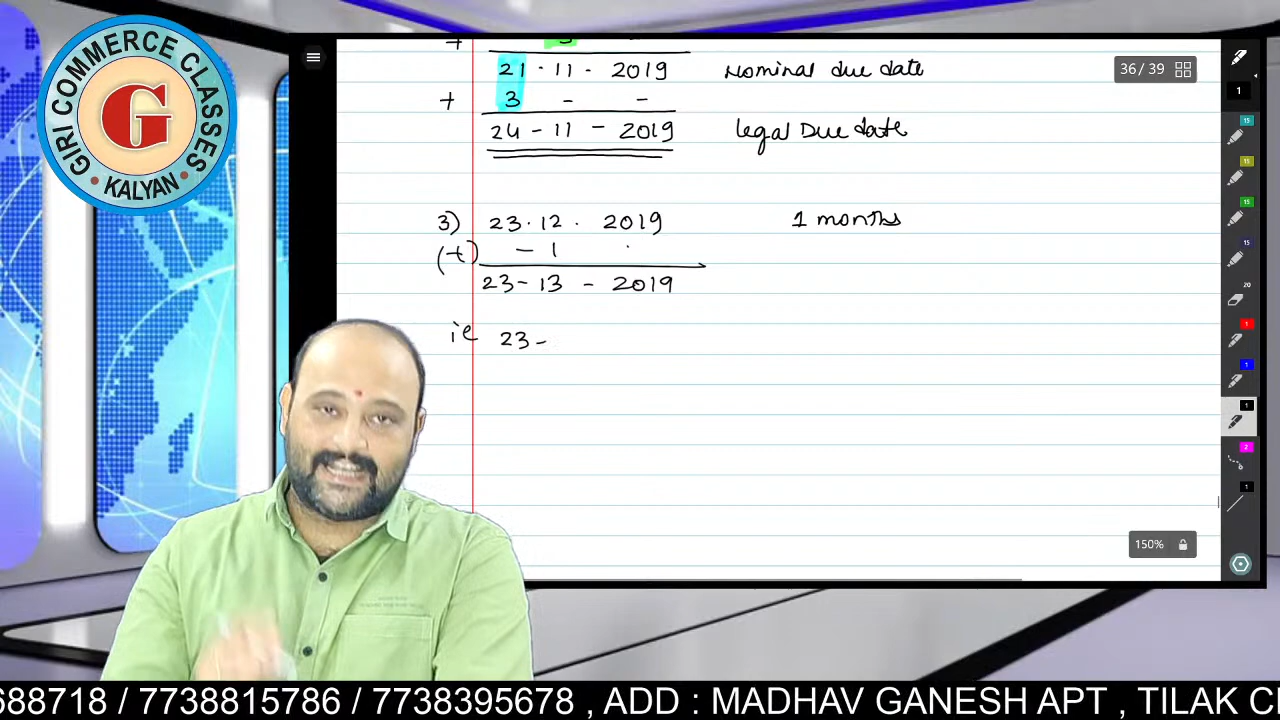 GIRI COMMERCE CLASSES
G
• KALYAN •
36 / 39
21 · 11 - 2019 Nominal due date
+ 3 - -
24 - 11 - 2019 legal Due date
3) 23 · 12 · 2019 1 months
(+) - 1 ·
23 - 13 - 2019
ie 23 -
150%
688718 / 7738815786 / 7738395678 , ADD : MADHAV GANESH APT , TILAK C